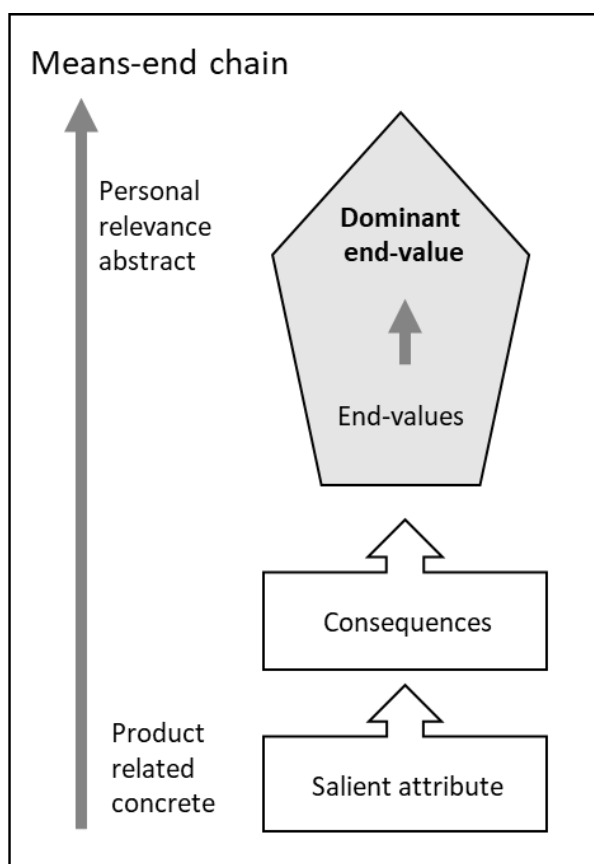 Means-end chain
Personal
relevance
abstract
Dominant
end-value
End-values
Consequences
Product
related
concrete
Salient attribute